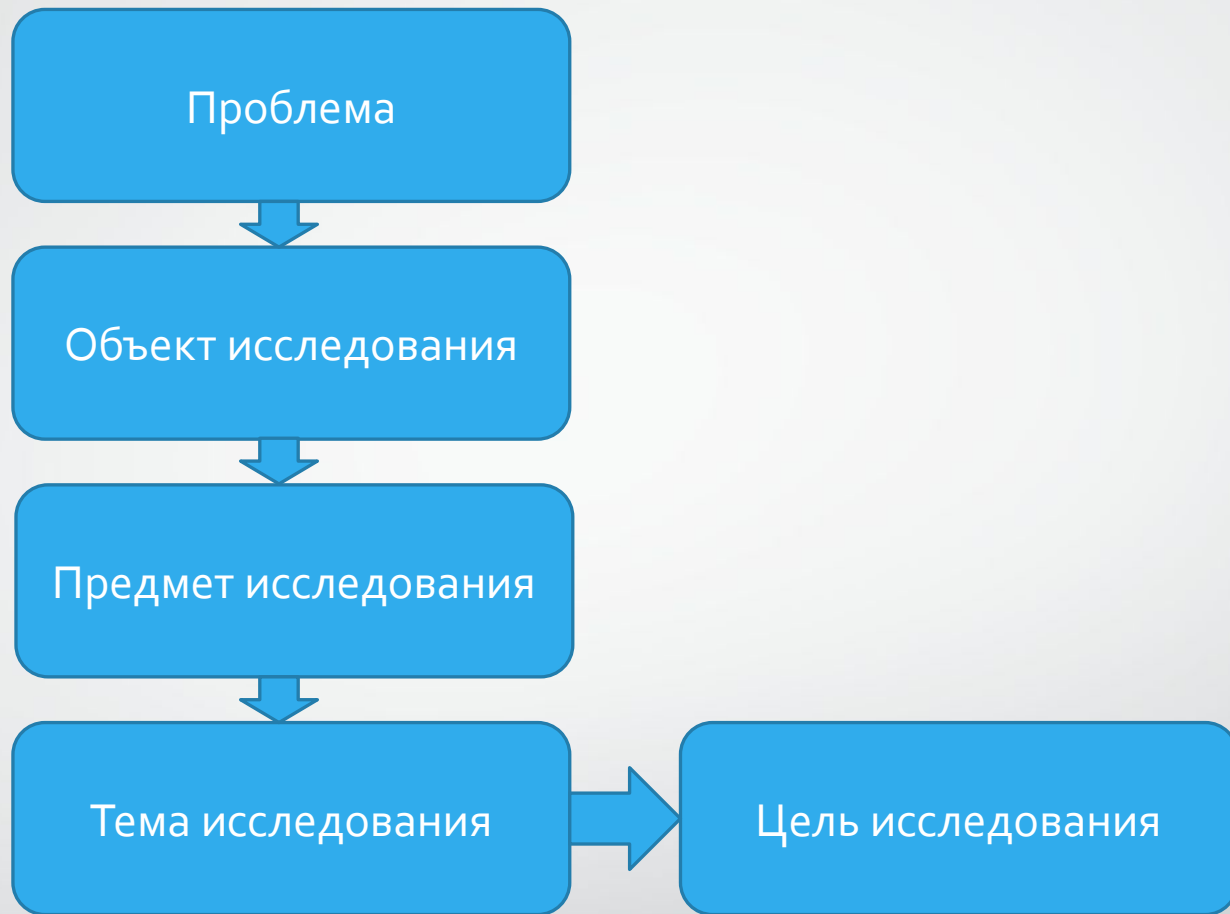 Проблема
Объект исследования
Предмет исследования
Тема исследования
Цель исследования